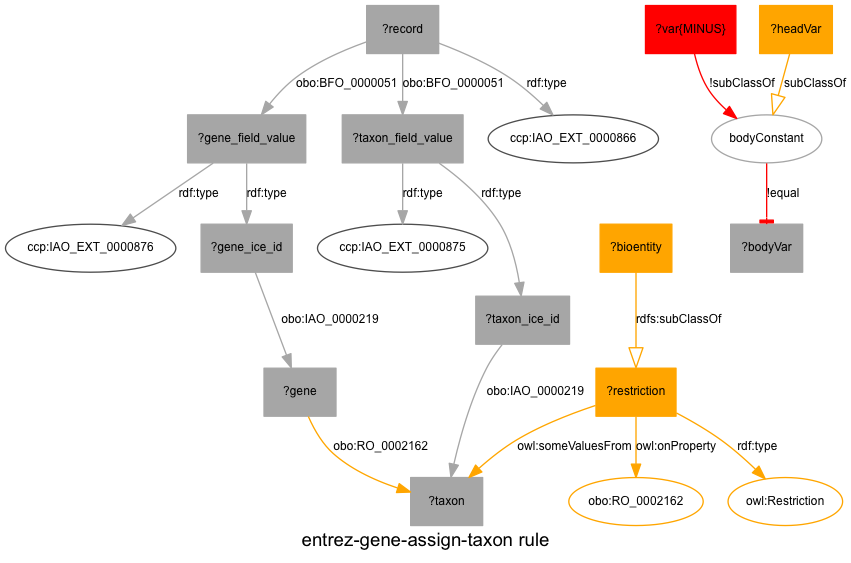 ?record
?var{MINUS}
?headVar
obo:BFO_0000051
obo:BFO_0000051
rdf:type
!subClassOf
subClassOf
?gene_field_value
?taxon_field_value
ccp:IAO_EXT_0000866
bodyConstant
rdf:type
rdf:type
rdf:type
rdf:type
!equal
ccp:IAO_EXT_0000876
?gene_ice_id
ccp:IAO_EXT_0000875
?bioentity
?bodyVar
obo:IAO_0000219
?taxon_ice_id
rdfs:subClassOf
?gene
obo:IAO_0000219
?restriction
obo:RO_0002162
owl:someValuesFrom
owl:onProperty
rdf:type
?taxon
obo:RO_0002162
owl:Restriction
entrez-gene-assign-taxon rule